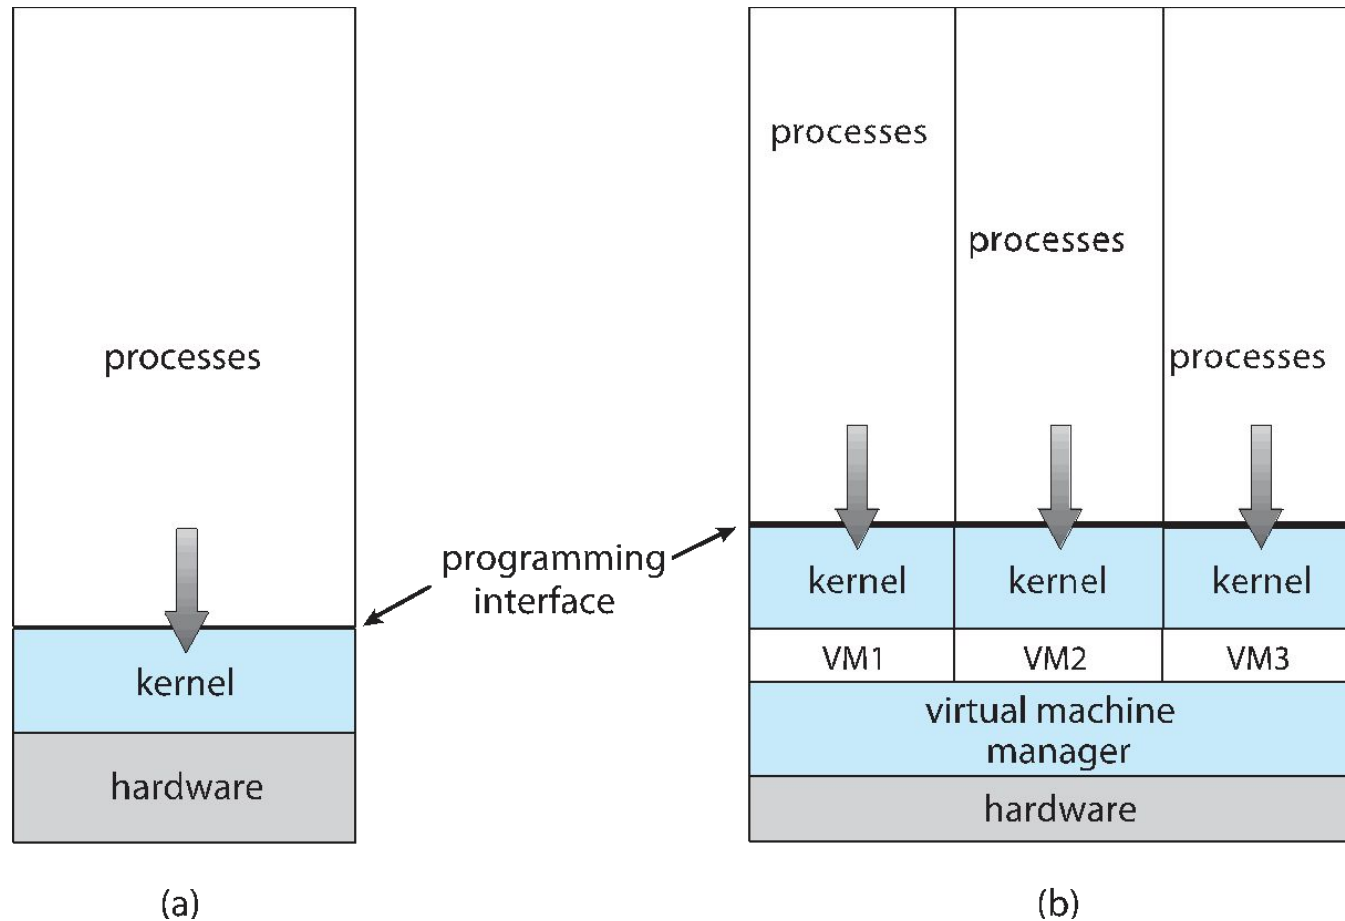 processes
kernel
hardware
(a)
programming
interface
processes
processes
processes
kernel
kernel
kernel
VM1
VM2
VM3
virtual machine
manager
hardware
(b)